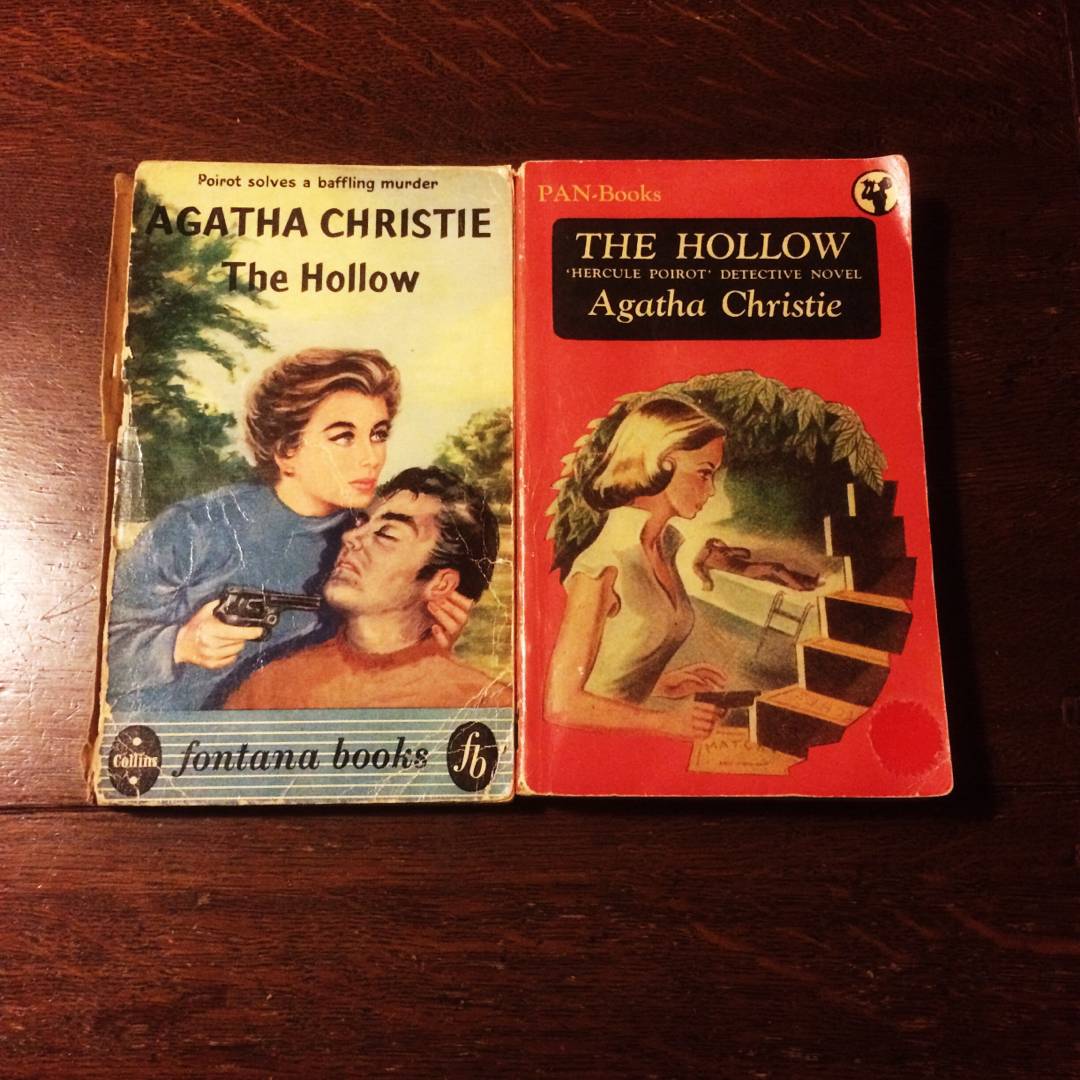 Poirot solves a baffling murder
AGATHA CHRISTIE
The Hollow
Collins
fontana books
fb
PAN-Books
THE HOLLOW
'HERCULE POIROT' DETECTIVE NOVEL
Agatha Christie